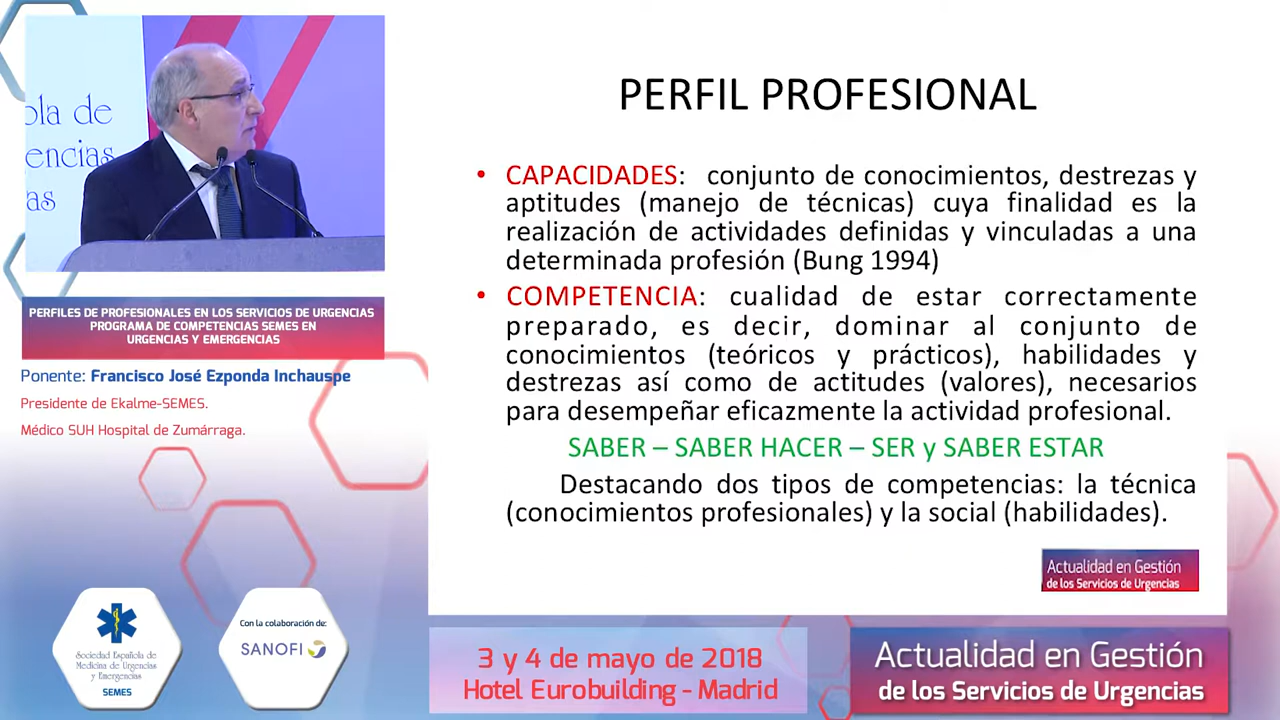 ola de
encias
as
PERFILES DE PROFESIONALES EN LOS SERVICIOS DE URGENCIAS
PROGRAMA DE COMPETENCIAS SEMES EN
URGENCIAS Y EMERGENCIAS
Ponente: Francisco José Ezponda Inchauspe
Presidente de Ekalme-SEMES.
Médico SUH Hospital de Zumárraga.
PERFIL PROFESIONAL
• CAPACIDADES: conjunto de conocimientos, destrezas y
aptitudes (manejo de técnicas) cuya finalidad es la
realización de actividades definidas y vinculadas a una
determinada profesión (Bung 1994)
• COMPETENCIA: cualidad de estar correctamente
preparado, es decir, dominar al conjunto de
conocimientos (teóricos y prácticos), habilidades y
destrezas así como de actitudes (valores), necesarios
para desempeñar eficazmente la actividad profesional.
SABER – SABER HACER – SER y SABER ESTAR
Destacando dos tipos de competencias: la técnica
(conocimientos profesionales) y la social (habilidades).
Actualidad en Gestión
de los Servicios de Urgencias
Sociedad Española de
Medicina de Urgencias
y Emergencias
SEMES
Con la colaboración de:
SANOFI
3 y 4 de mayo de 2018
Hotel Eurobuilding - Madrid
Actualidad en Gestión
de los Servicios de Urgencias